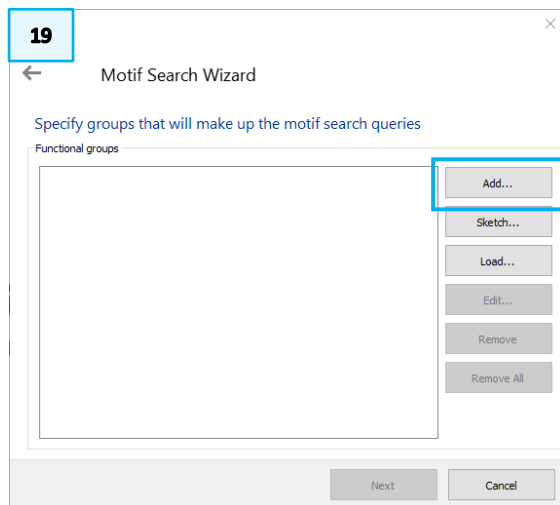 19
Motif Search Wizard
Specify groups that will make up the motif search queries
Functional groups
Add...
Sketch...
Load...
Edit...
Remove
Remove All
Next
Cancel